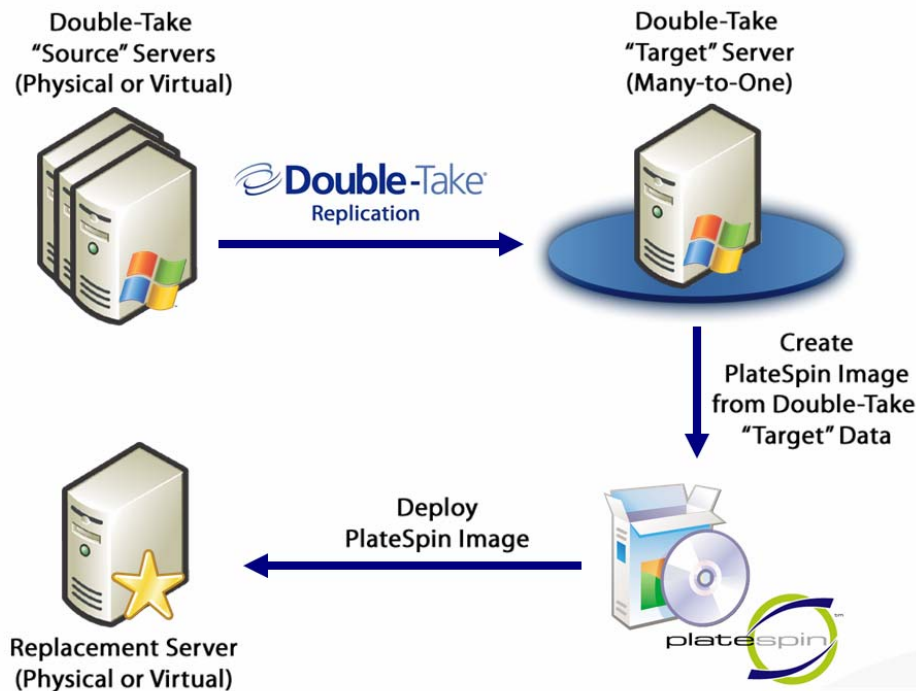 Double-Take
“Source” Servers
(Physical or Virtual)
Double-Take
“Target” Server
(Many-to-One)
Double-Take
Replication
Create
PlateSpin Image
from Double-Take
“Target” Data
Deploy
PlateSpin Image
platespin
Replacement Server
(Physical or Virtual)